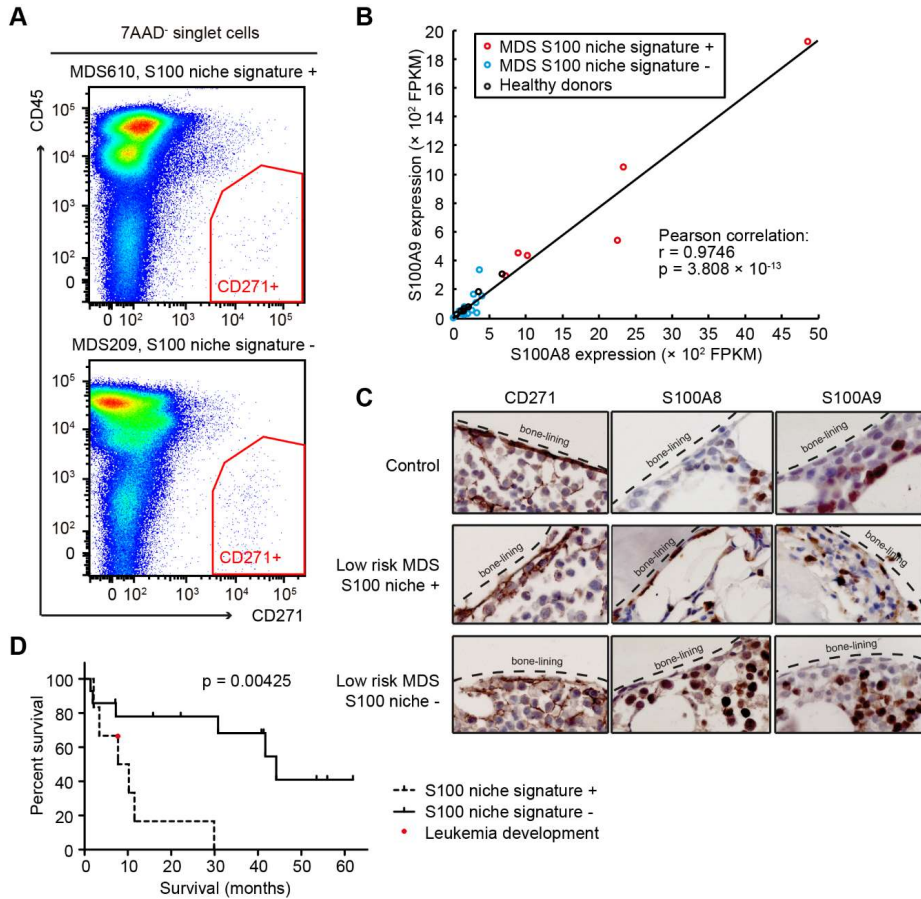 A
7AAD⁻ singlet cells
MDS610, S100 niche signature +
CD45
10⁵
10⁴
10³
10²
0
CD271+
0 10² 10³ 10⁴ 10⁵
MDS209, S100 niche signature -
10⁵
10⁴
10³
10²
0
CD271+
0 10² 10³ 10⁴ 10⁵
CD271
B
S100A9 expression (× 10² FPKM)
20
18
16
14
12
10
8
6
4
2
0
MDS S100 niche signature +
MDS S100 niche signature -
Healthy donors
Pearson correlation:
r = 0.9746
p = 3.808 × 10⁻¹³
0 5 10 15 20 25 30 35 40 45 50
S100A8 expression (× 10² FPKM)
C
CD271 S100A8 S100A9
Control
bone-lining
bone-lining
bone-lining
Low risk MDS
S100 niche +
bone-lining
bone-lining
bone-lining
Low risk MDS
S100 niche -
bone-lining
bone-lining
bone-lining
D
p = 0.00425
Percent survival
100
80
60
40
20
0
0 10 20 30 40 50 60
Survival (months)
S100 niche signature +
S100 niche signature -
Leukemia development